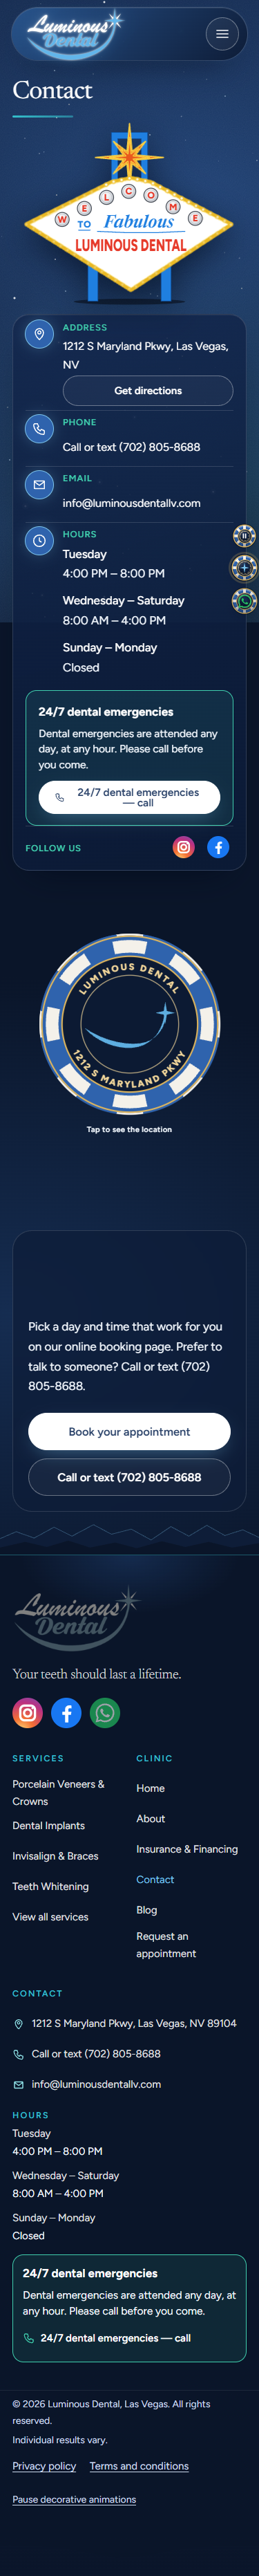 Luminous
Dental
Contact
WELCOME
TO Fabulous
LUMINOUS DENTAL
ADDRESS
1212 S Maryland Pkwy, Las Vegas,
NV
Get directions
PHONE
Call or text (702) 805-8688
EMAIL
info@luminousdentallv.com
HOURS
Tuesday
4:00 PM – 8:00 PM
Wednesday – Saturday
8:00 AM – 4:00 PM
Sunday – Monday
Closed
24/7 dental emergencies
Dental emergencies are attended any
day, at any hour. Please call before
you come.
24/7 dental emergencies
— call
FOLLOW US
LUMINOUS DENTAL
1212 S MARYLAND PKWY
Tap to see the location
Pick a day and time that work for you
on our online booking page. Prefer to
talk to someone? Call or text (702)
805-8688.
Book your appointment
Call or text (702) 805-8688
Luminous
Dental
Your teeth should last a lifetime.
SERVICES
Porcelain Veneers &
Crowns
Dental Implants
Invisalign & Braces
Teeth Whitening
View all services
CLINIC
Home
About
Insurance & Financing
Contact
Blog
Request an
appointment
CONTACT
1212 S Maryland Pkwy, Las Vegas, NV 89104
Call or text (702) 805-8688
info@luminousdentallv.com
HOURS
Tuesday
4:00 PM – 8:00 PM
Wednesday – Saturday
8:00 AM – 4:00 PM
Sunday – Monday
Closed
24/7 dental emergencies
Dental emergencies are attended any day, at
any hour. Please call before you come.
24/7 dental emergencies — call
© 2026 Luminous Dental, Las Vegas. All rights
reserved.
Individual results vary.
Privacy policy Terms and conditions
Pause decorative animations